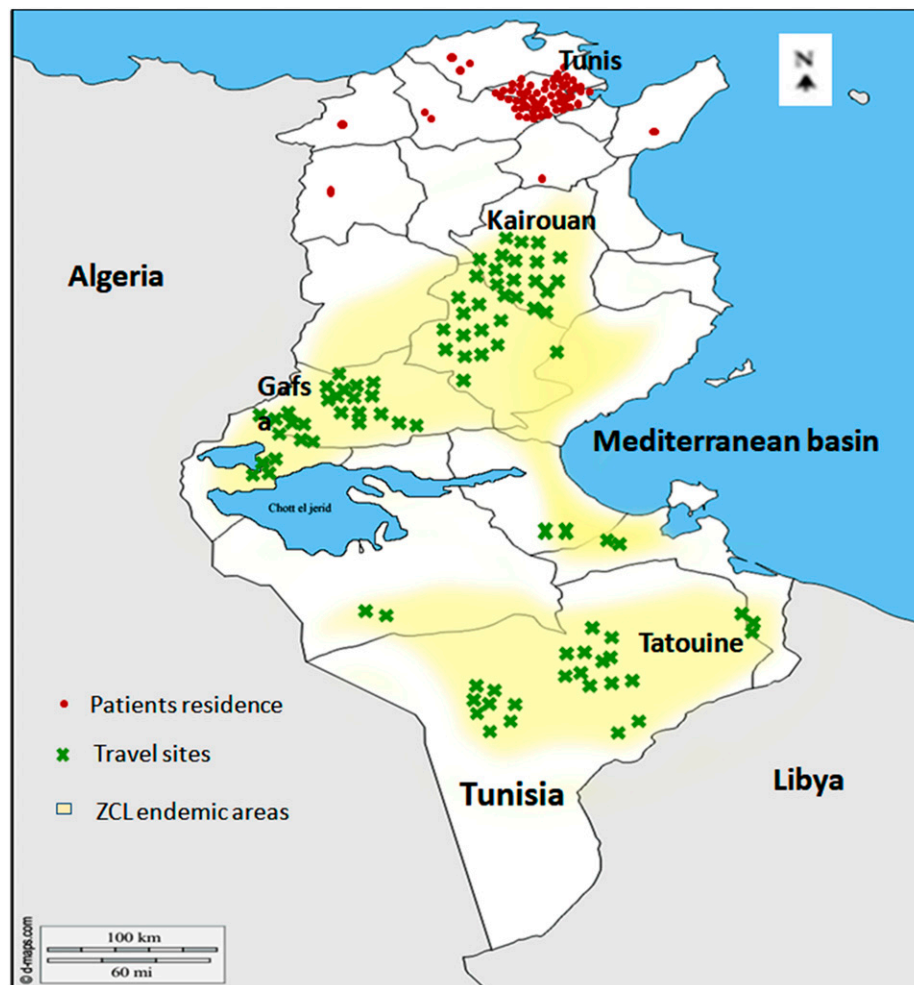 Tunis
N
Kairouan
Algeria
Gafs
a
Mediterranean basin
Chott el jerid
Tatouine
Patients residence
Travel sites
Tunisia
Libya
ZCL endemic areas
100 km
60 mi
© d-maps.com